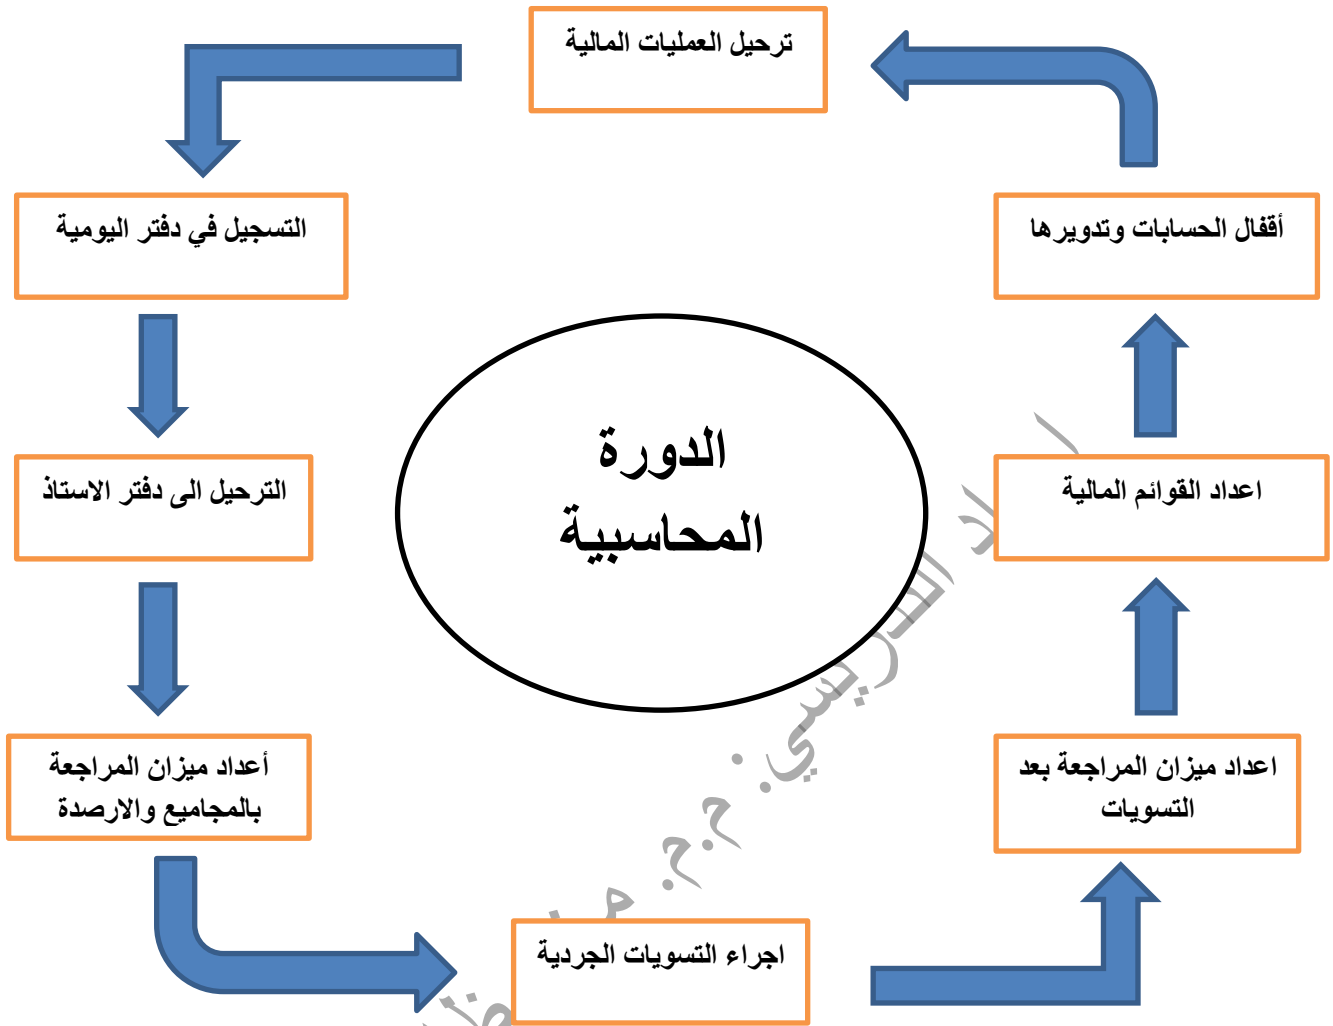 ترحيل العمليات المالية
التسجيل في دفتر اليومية
أقفال الحسابات وتدويرها
الدورة
المحاسبية
الترحيل الى دفتر الاستاذ
اعداد القوائم المالية
أعداد ميزان المراجعة
بالمجاميع والارصدة
اعداد ميزان المراجعة بعد
التسويات
اجراء التسويات الجردية